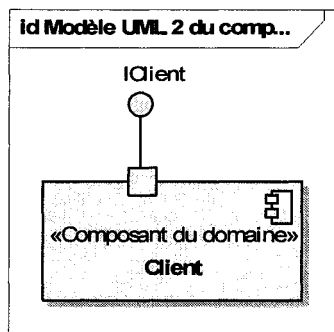 id Modèle UML 2 du comp...
IClient
«Composant du domaine»
Client